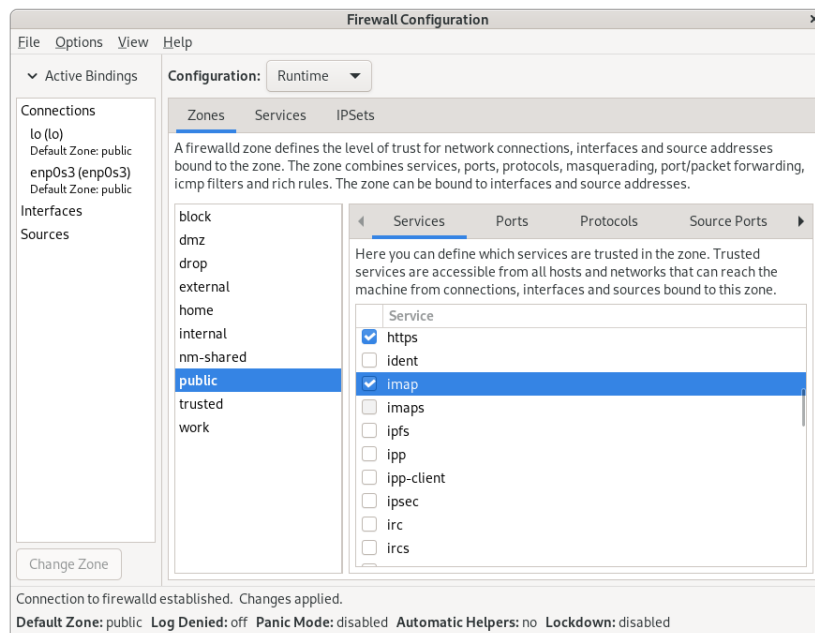 Firewall Configuration
File Options View Help
Active Bindings
Connections
lo (lo)
Default Zone: public
enp0s3 (enp0s3)
Default Zone: public
Interfaces
Sources
Change Zone
Configuration: Runtime
Zones Services IPSets
A firewalld zone defines the level of trust for network connections, interfaces and source addresses
bound to the zone. The zone combines services, ports, protocols, masquerading, port/packet forwarding,
icmp filters and rich rules. The zone can be bound to interfaces and source addresses.
block
dmz
drop
external
home
internal
nm-shared
public
trusted
work
Services Ports Protocols Source Ports
Here you can define which services are trusted in the zone. Trusted
services are accessible from all hosts and networks that can reach the
machine from connections, interfaces and sources bound to this zone.
Service
https
ident
imap
imaps
ipfs
ipp
ipp-client
ipsec
irc
ircs
Connection to firewalld established. Changes applied.
Default Zone: public Log Denied: off Panic Mode: disabled Automatic Helpers: no Lockdown: disabled